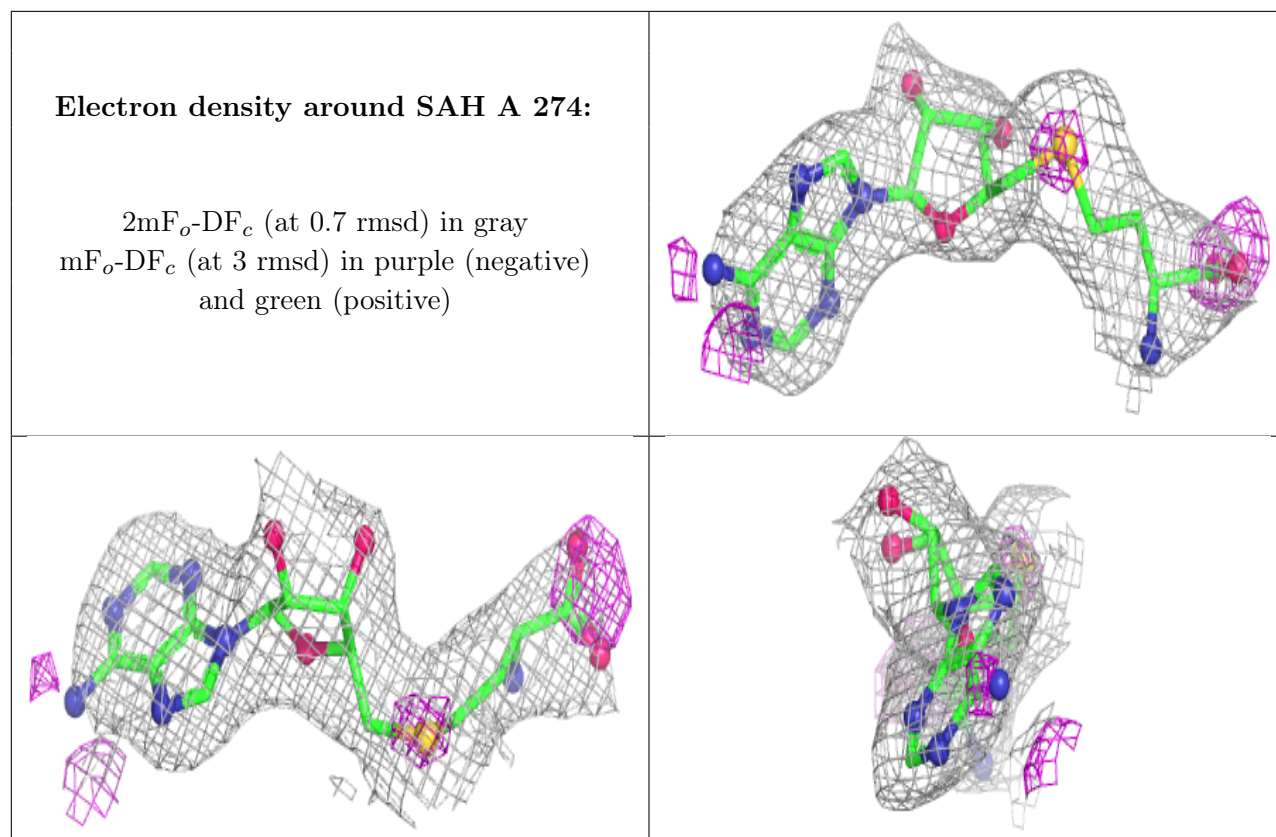 Electron density around SAH A 274:
2mFₒ-DF𝒸 (at 0.7 rmsd) in gray
mFₒ-DF𝒸 (at 3 rmsd) in purple (negative)
and green (positive)